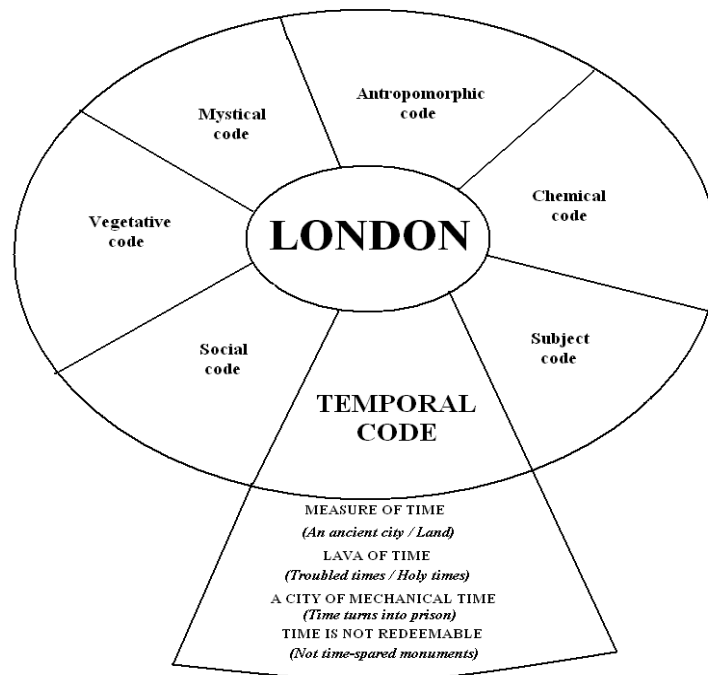 Antropomorphic
code
Mystical
code
Chemical
code
Vegetative
code
LONDON
Social
code
Subject
code
TEMPORAL
CODE
MEASURE OF TIME
(An ancient city / Land)
LAVA OF TIME
(Troubled times / Holy times)
A CITY OF MECHANICAL TIME
(Time turns into prison)
TIME IS NOT REDEEMABLE
(Not time-spared monuments)